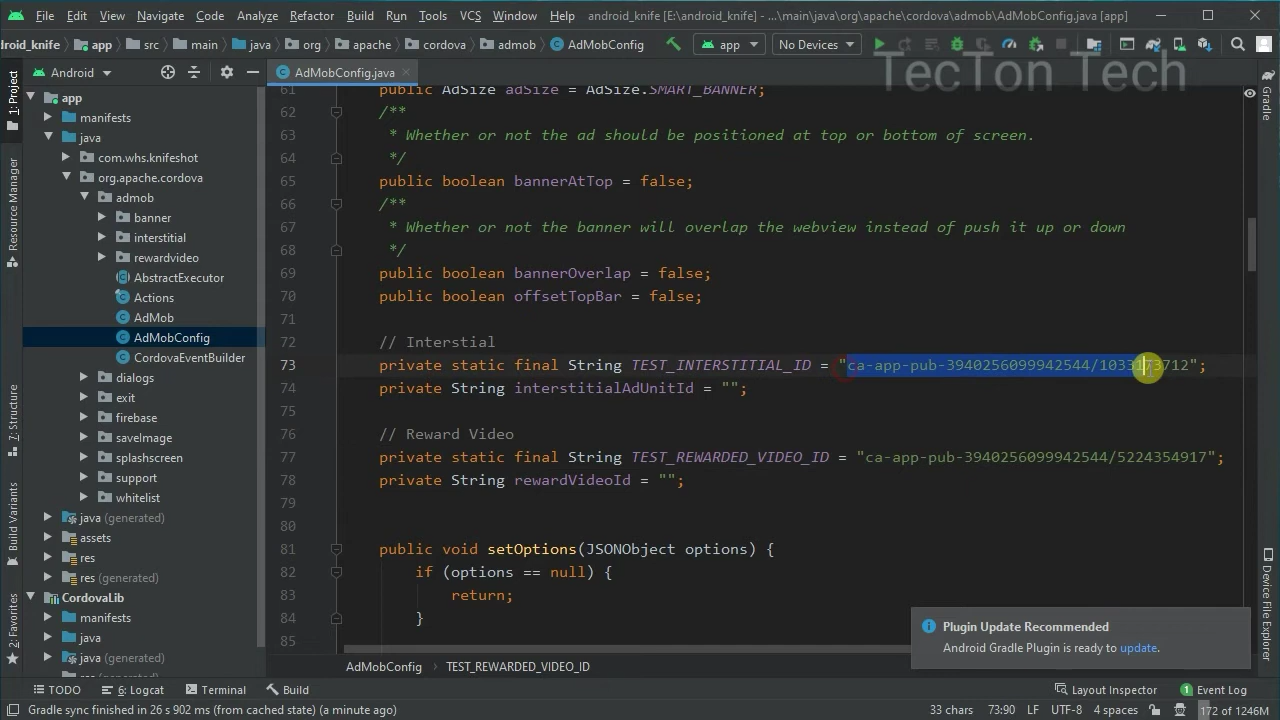 File Edit View Navigate Code Analyze Refactor Build Run Tools VCS Window Help android_knife [E:\android_knife] - ...\main\java\org\apache\cordova\admob\AdMobConfig.java [app]
droid_knife app src main java org apache cordova admob AdMobConfig app No Devices
TecTon Tech
Android
AdMobConfig.java
1: Project
Resource Manager
7: Structure
Build Variants
2: Favorites
app
manifests
java
com.whs.knifeshot
org.apache.cordova
admob
banner
interstitial
rewardvideo
AbstractExecutor
Actions
AdMob
AdMobConfig
CordovaEventBuilder
dialogs
exit
firebase
saveImage
splashscreen
support
whitelist
java (generated)
assets
res
res (generated)
CordovaLib
manifests
java
java (generated)
61 public AdSize adSize = AdSize.SMART_BANNER;
62 /**
63 * Whether or not the ad should be positioned at top or bottom of screen.
64 */
65 public boolean bannerAtTop = false;
66 /**
67 * Whether or not the banner will overlap the webview instead of push it up or down
68 */
69 public boolean bannerOverlap = false;
70 public boolean offsetTopBar = false;
71
72 // Interstial
73 private static final String TEST_INTERSTITIAL_ID = "ca-app-pub-3940256099942544/1033173712";
74 private String interstitialAdUnitId = "";
75
76 // Reward Video
77 private static final String TEST_REWARDED_VIDEO_ID = "ca-app-pub-3940256099942544/5224354917";
78 private String rewardVideoId = "";
79
80
81 public void setOptions(JSONObject options) {
82 if (options == null) {
83 return;
84 }
85
Gradle
Device File Explorer
Plugin Update Recommended
Android Gradle Plugin is ready to update.
AdMobConfig TEST_REWARDED_VIDEO_ID
TODO 6: Logcat Terminal Build Layout Inspector 1 Event Log
Gradle sync finished in 26 s 902 ms (from cached state) (a minute ago) 33 chars 73:90 LF UTF-8 4 spaces 172 of 1246M